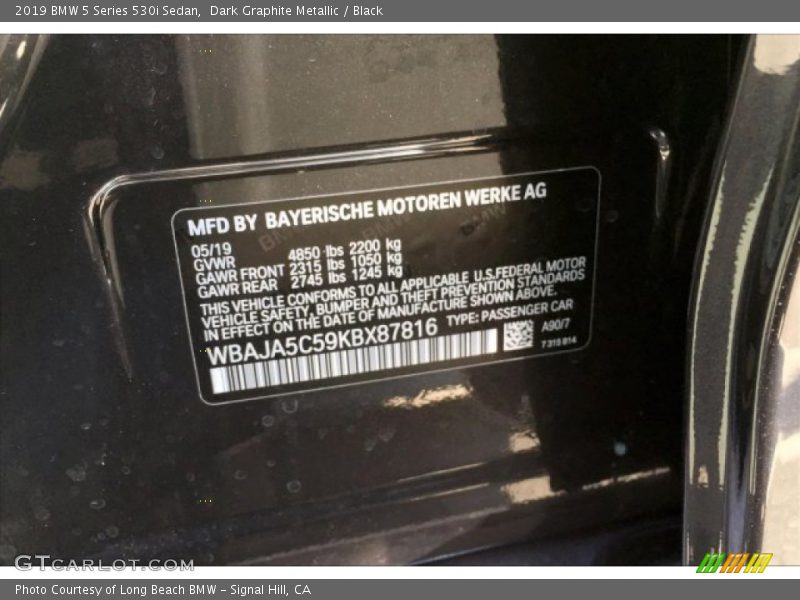 2019 BMW 5 Series 530i Sedan,  Dark Graphite Metallic / Black
MFD BY BAYERISCHE MOTOREN WERKE AG
05/19
GVWR 4850 lbs 2200 kg
GAWR FRONT 2315 lbs 1050 kg
GAWR REAR 2745 lbs 1245 kg
THIS VEHICLE CONFORMS TO ALL APPLICABLE U.S.FEDERAL MOTOR
VEHICLE SAFETY, BUMPER AND THEFT PREVENTION STANDARDS
IN EFFECT ON THE DATE OF MANUFACTURE SHOWN ABOVE.
WBAJA5C59KBX87816 TYPE: PASSENGER CAR
A90/7
7 315 814
GTCARLOT.COM
Photo Courtesy of Long Beach BMW - Signal Hill, CA